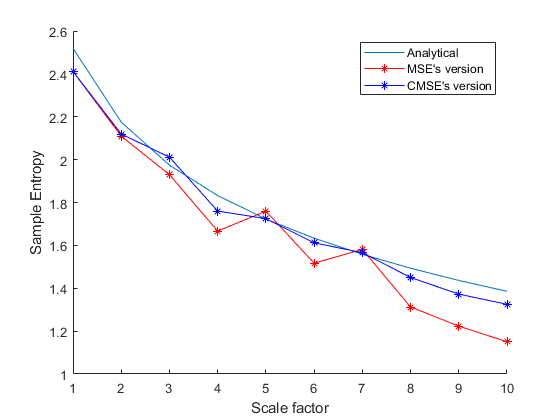 2.6
2.4
2.2
2
1.8
1.6
1.4
1.2
1
Sample Entropy
1 2 3 4 5 6 7 8 9 10
Scale factor
Analytical
MSE's version
CMSE's version